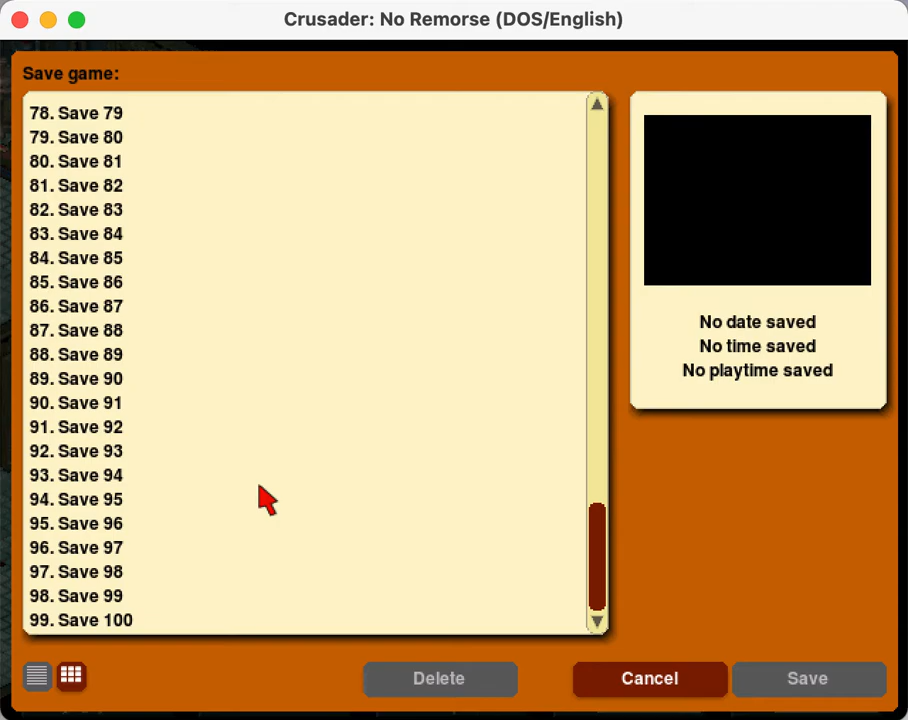 Crusader: No Remorse (DOS/English)
Save game:
78. Save 79
79. Save 80
80. Save 81
81. Save 82
82. Save 83
83. Save 84
84. Save 85
85. Save 86
86. Save 87
87. Save 88
88. Save 89
89. Save 90
90. Save 91
91. Save 92
92. Save 93
93. Save 94
94. Save 95
95. Save 96
96. Save 97
97. Save 98
98. Save 99
99. Save 100
No date saved
No time saved
No playtime saved
Delete
Cancel
Save